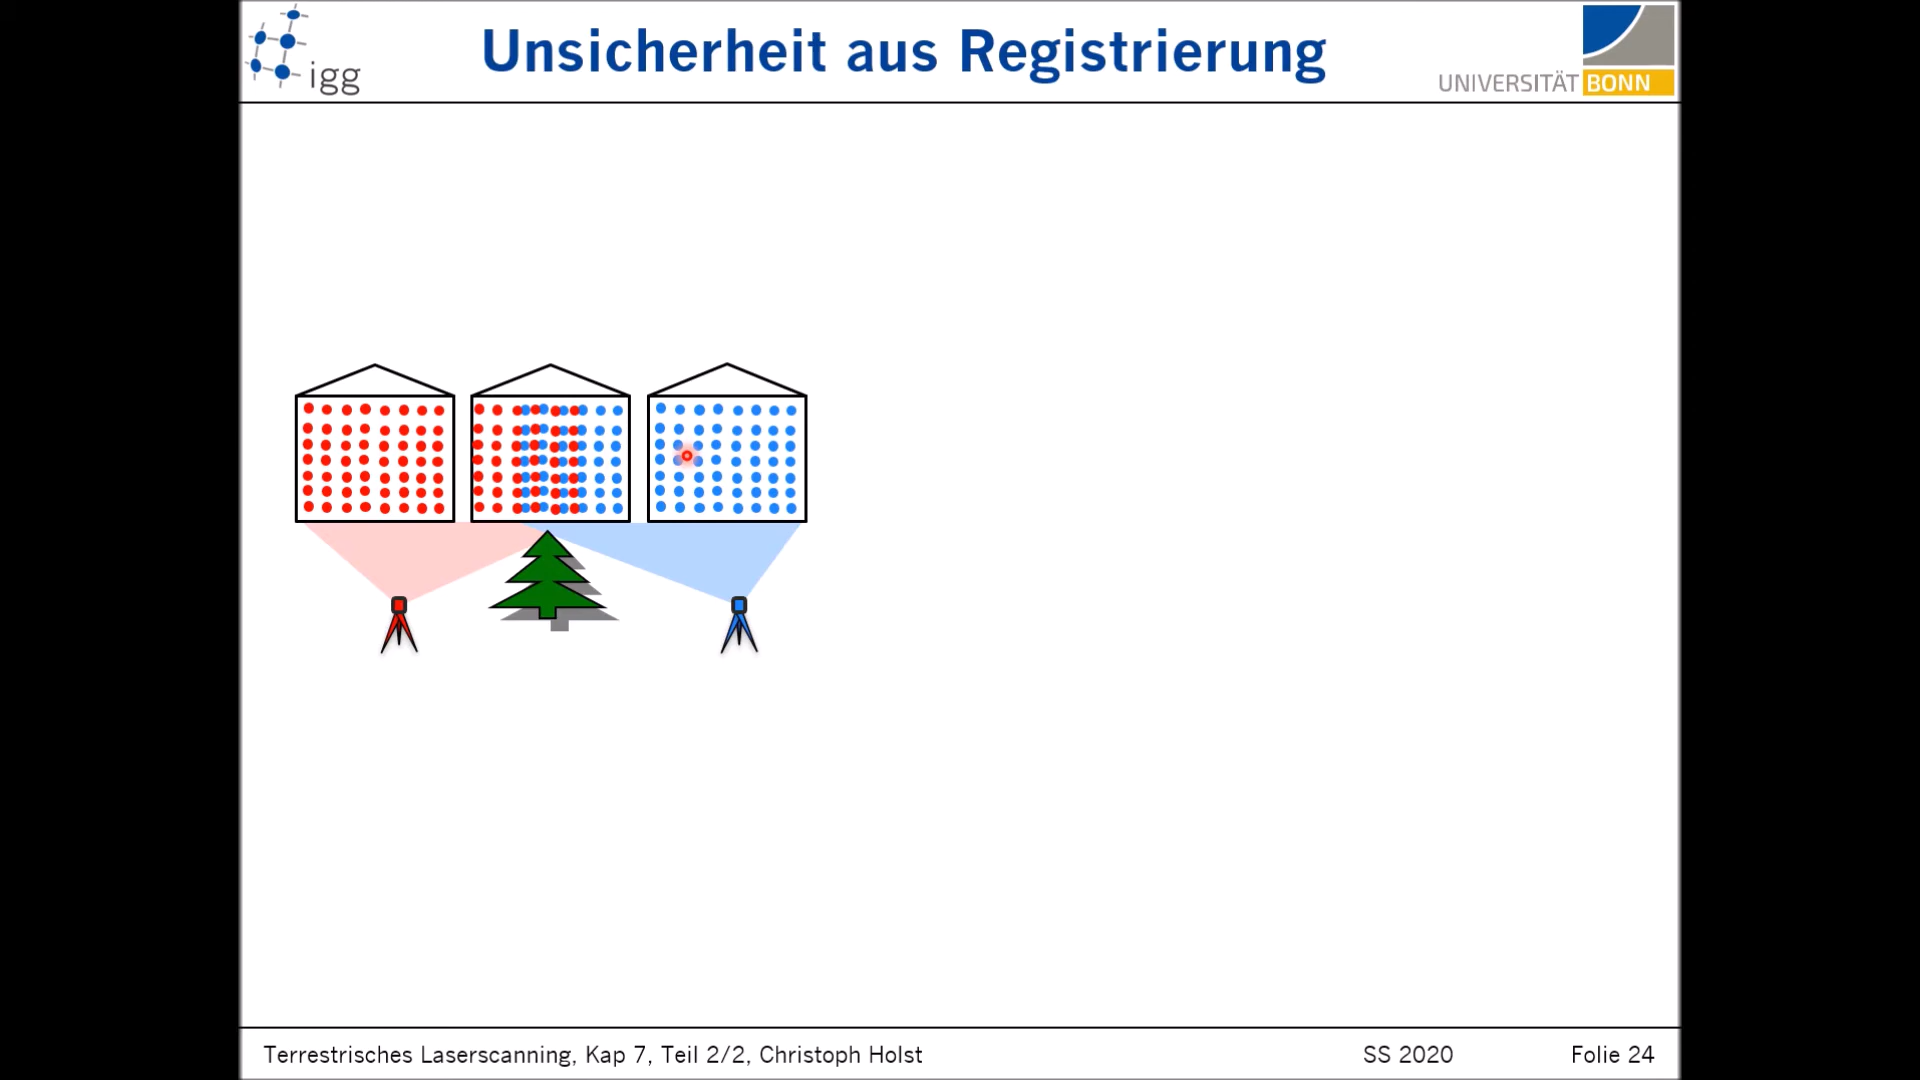 Unsicherheit aus Registrierung
igg
UNIVERSITÄT BONN
Terrestrisches Laserscanning, Kap 7, Teil 2/2, Christoph Holst
SS 2020
Folie 24